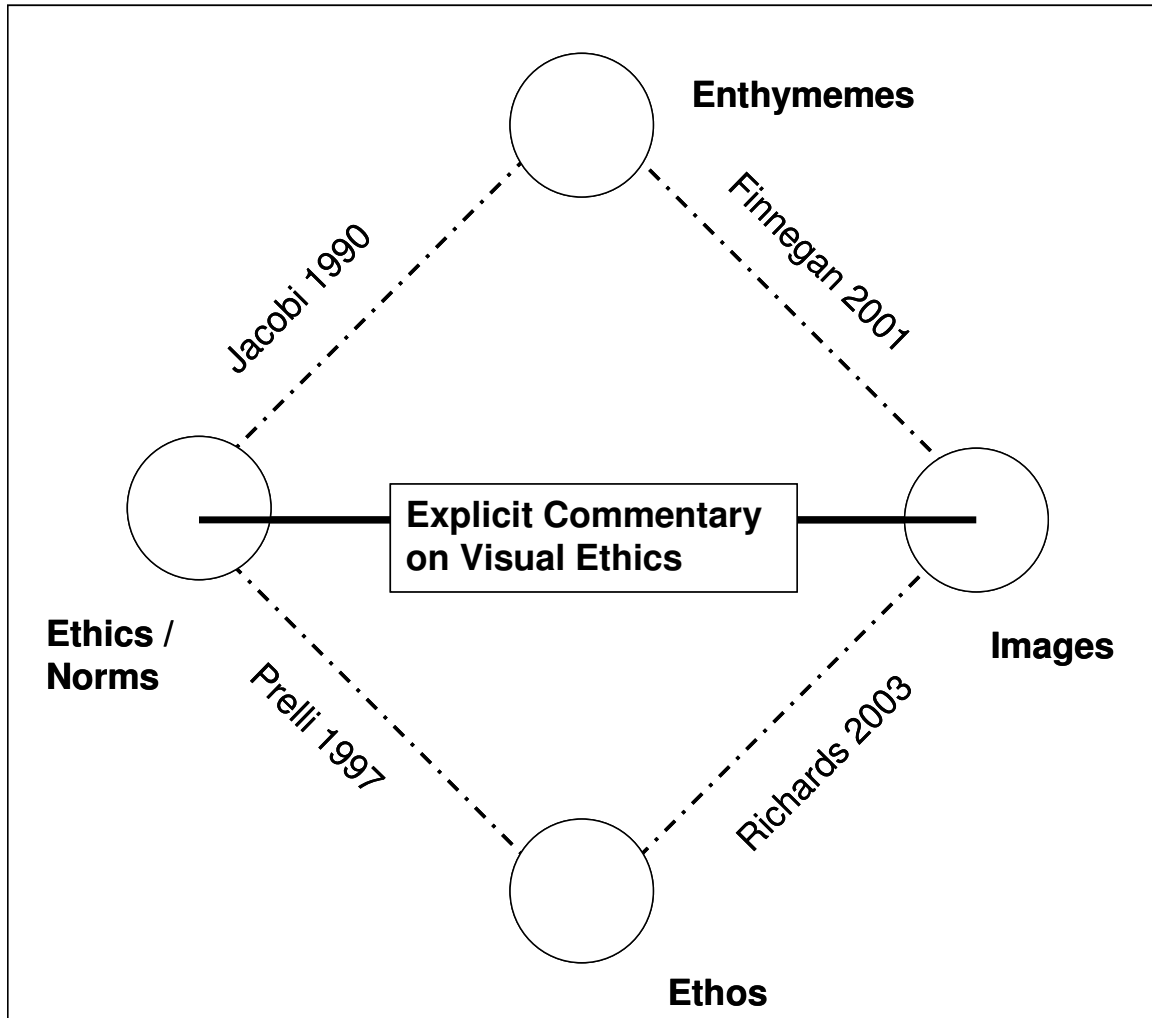 Enthymemes
Finnegan 2001
Jacobi 1990
Explicit Commentary
on Visual Ethics
Ethics /
Norms
Images
Prelli 1997
Richards 2003
Ethos